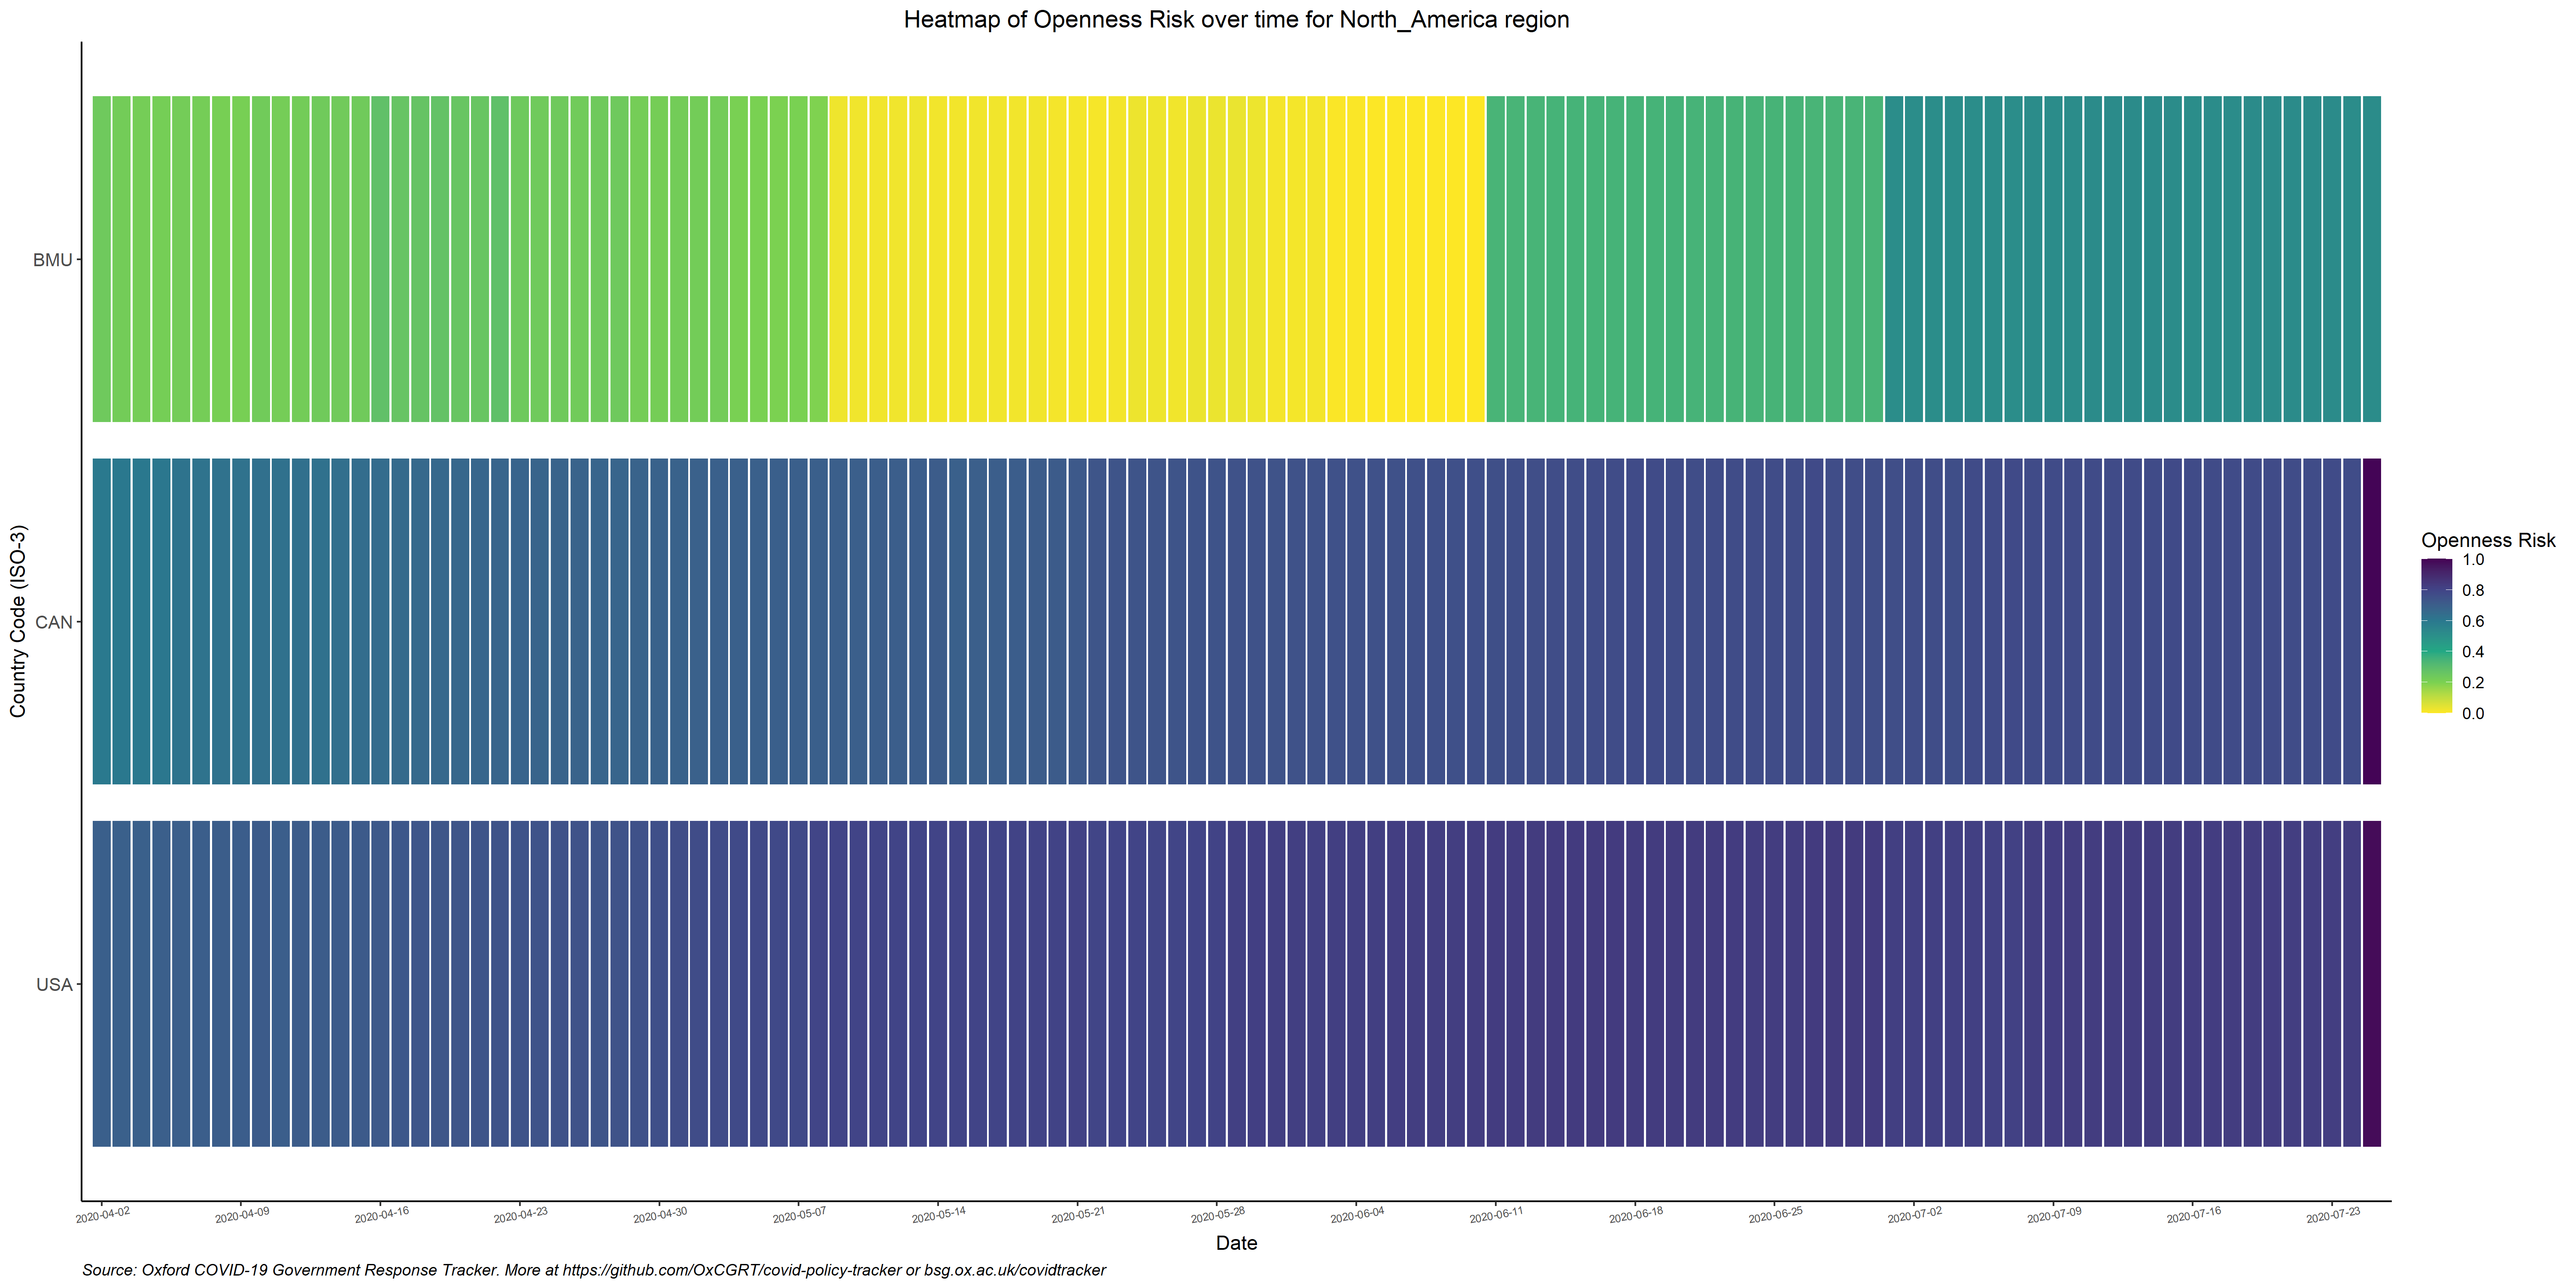 Heatmap of Openness Risk over time for North_America region
Country Code (ISO-3)
BMU
CAN
USA
Openness Risk
1.0
0.8
0.6
0.4
0.2
0.0
2020-04-02 2020-04-09 2020-04-16 2020-04-23 2020-04-30 2020-05-07 2020-05-14 2020-05-21 2020-05-28 2020-06-04 2020-06-11 2020-06-18 2020-06-25 2020-07-02 2020-07-09 2020-07-16 2020-07-23
Date
Source: Oxford COVID-19 Government Response Tracker. More at https://github.com/OxCGRT/covid-policy-tracker or bsg.ox.ac.uk/covidtracker